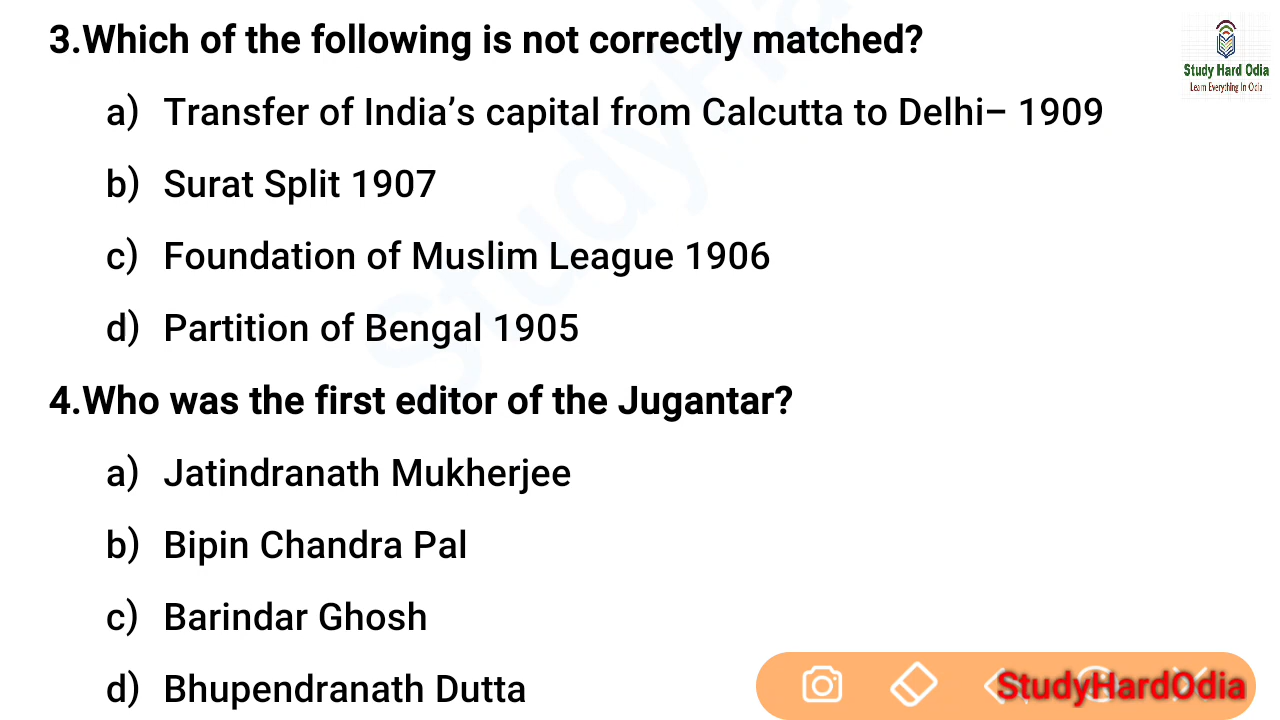 3.Which of the following is not correctly matched?
Study Hard Odia
Learn Everything In Odia
a) Transfer of India’s capital from Calcutta to Delhi– 1909
b) Surat Split 1907
c) Foundation of Muslim League 1906
d) Partition of Bengal 1905
4.Who was the first editor of the Jugantar?
a) Jatindranath Mukherjee
b) Bipin Chandra Pal
c) Barindar Ghosh
d) Bhupendranath Dutta
StudyHardOdia